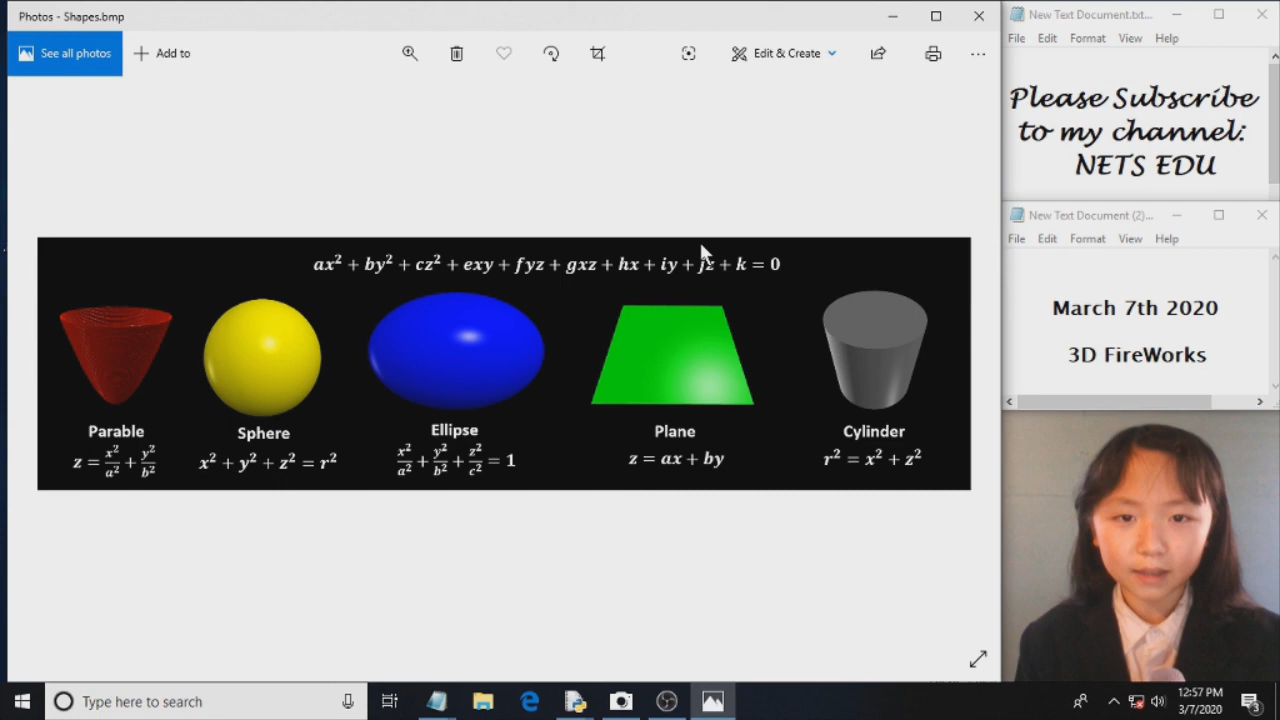 Photos - Shapes.bmp
See all photos
Add to
Edit & Create
ax² + by² + cz² + exy + fyz + gxz + hx + iy + jz + k = 0
Parable
z = x²/a² + y²/b²
Sphere
x² + y² + z² = r²
Ellipse
x²/a² + y²/b² + z²/c² = 1
Plane
z = ax + by
Cylinder
r² = x² + z²
New Text Document.txt...
File Edit Format View Help
Please Subscribe
to my channel:
NETS EDU
New Text Document (2)...
File Edit Format View Help
March 7th 2020
3D FireWorks
Type here to search
12:57 PM
3/7/2020
3